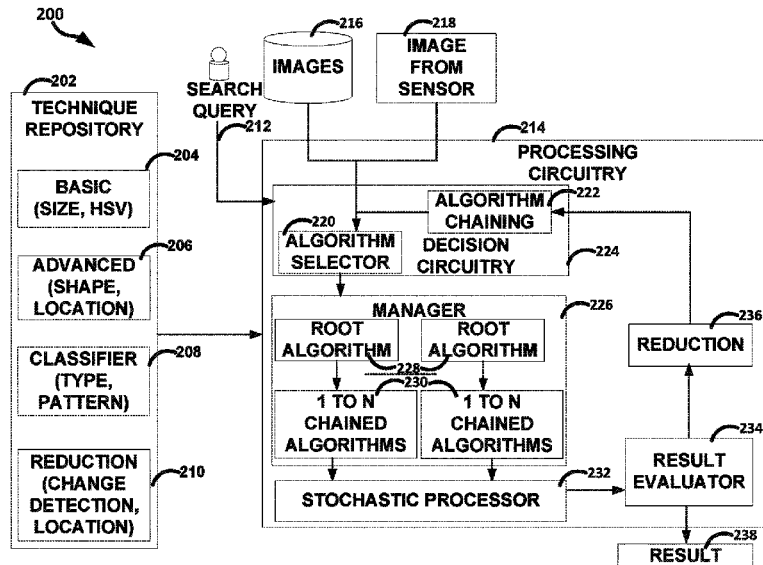 200
202
TECHNIQUE
REPOSITORY
204
BASIC
(SIZE, HSV)
206
ADVANCED
(SHAPE,
LOCATION)
208
CLASSIFIER
(TYPE,
PATTERN)
REDUCTION
(CHANGE
DETECTION,
LOCATION)
210
SEARCH
QUERY
212
216
IMAGES
218
IMAGE
FROM
SENSOR
214
PROCESSING
CIRCUITRY
ALGORITHM
CHAINING
222
220
ALGORITHM
SELECTOR
DECISION
CIRCUITRY
224
MANAGER
226
ROOT
ALGORITHM
ROOT
ALGORITHM
228
230
1 TO N
CHAINED
ALGORITHMS
1 TO N
CHAINED
ALGORITHMS
STOCHASTIC PROCESSOR
232
236
REDUCTION
234
RESULT
EVALUATOR
238
RESULT